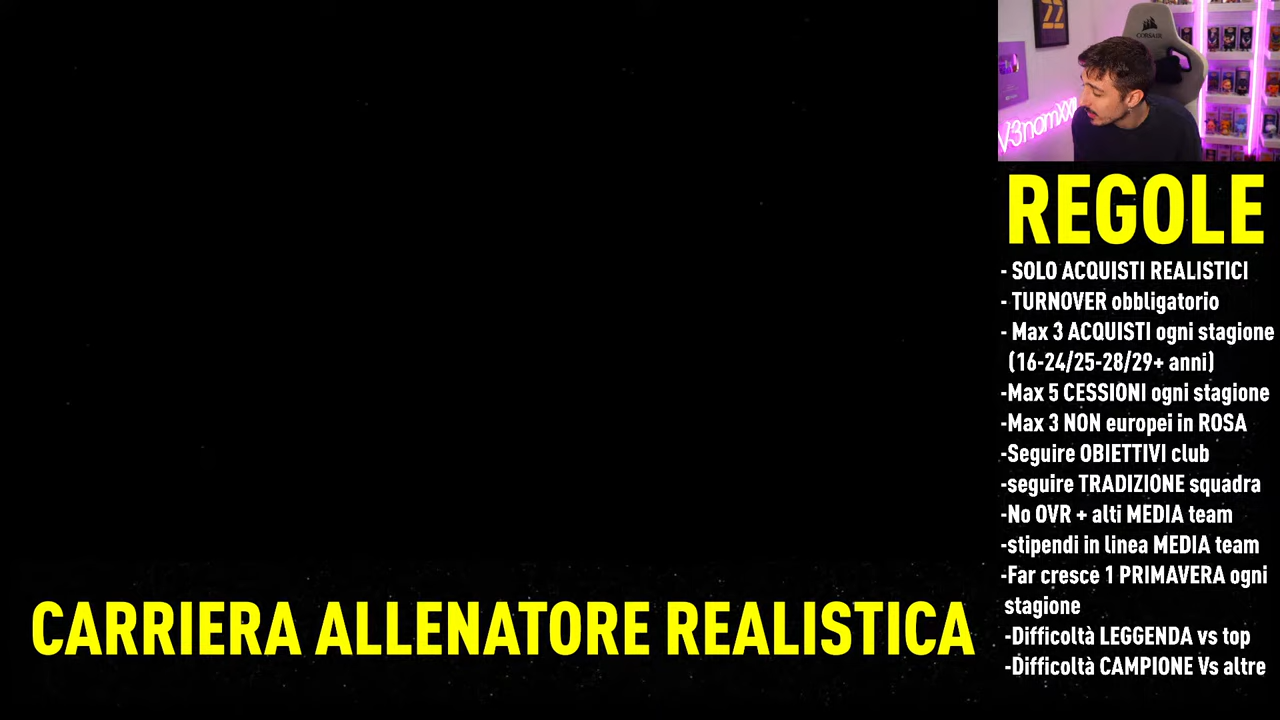 22
CORSAIR
V3nomxxx
REGOLE
- SOLO ACQUISTI REALISTICI
- TURNOVER obbligatorio
- Max 3 ACQUISTI ogni stagione
(16-24/25-28/29+ anni)
-Max 5 CESSIONI ogni stagione
-Max 3 NON europei in ROSA
-Seguire OBIETTIVI club
-seguire TRADIZIONE squadra
-No OVR + alti MEDIA team
-stipendi in linea MEDIA team
-Far cresce 1 PRIMAVERA ogni
stagione
-Difficoltà LEGGENDA vs top
-Difficoltà CAMPIONE Vs altre
CARRIERA ALLENATORE REALISTICA